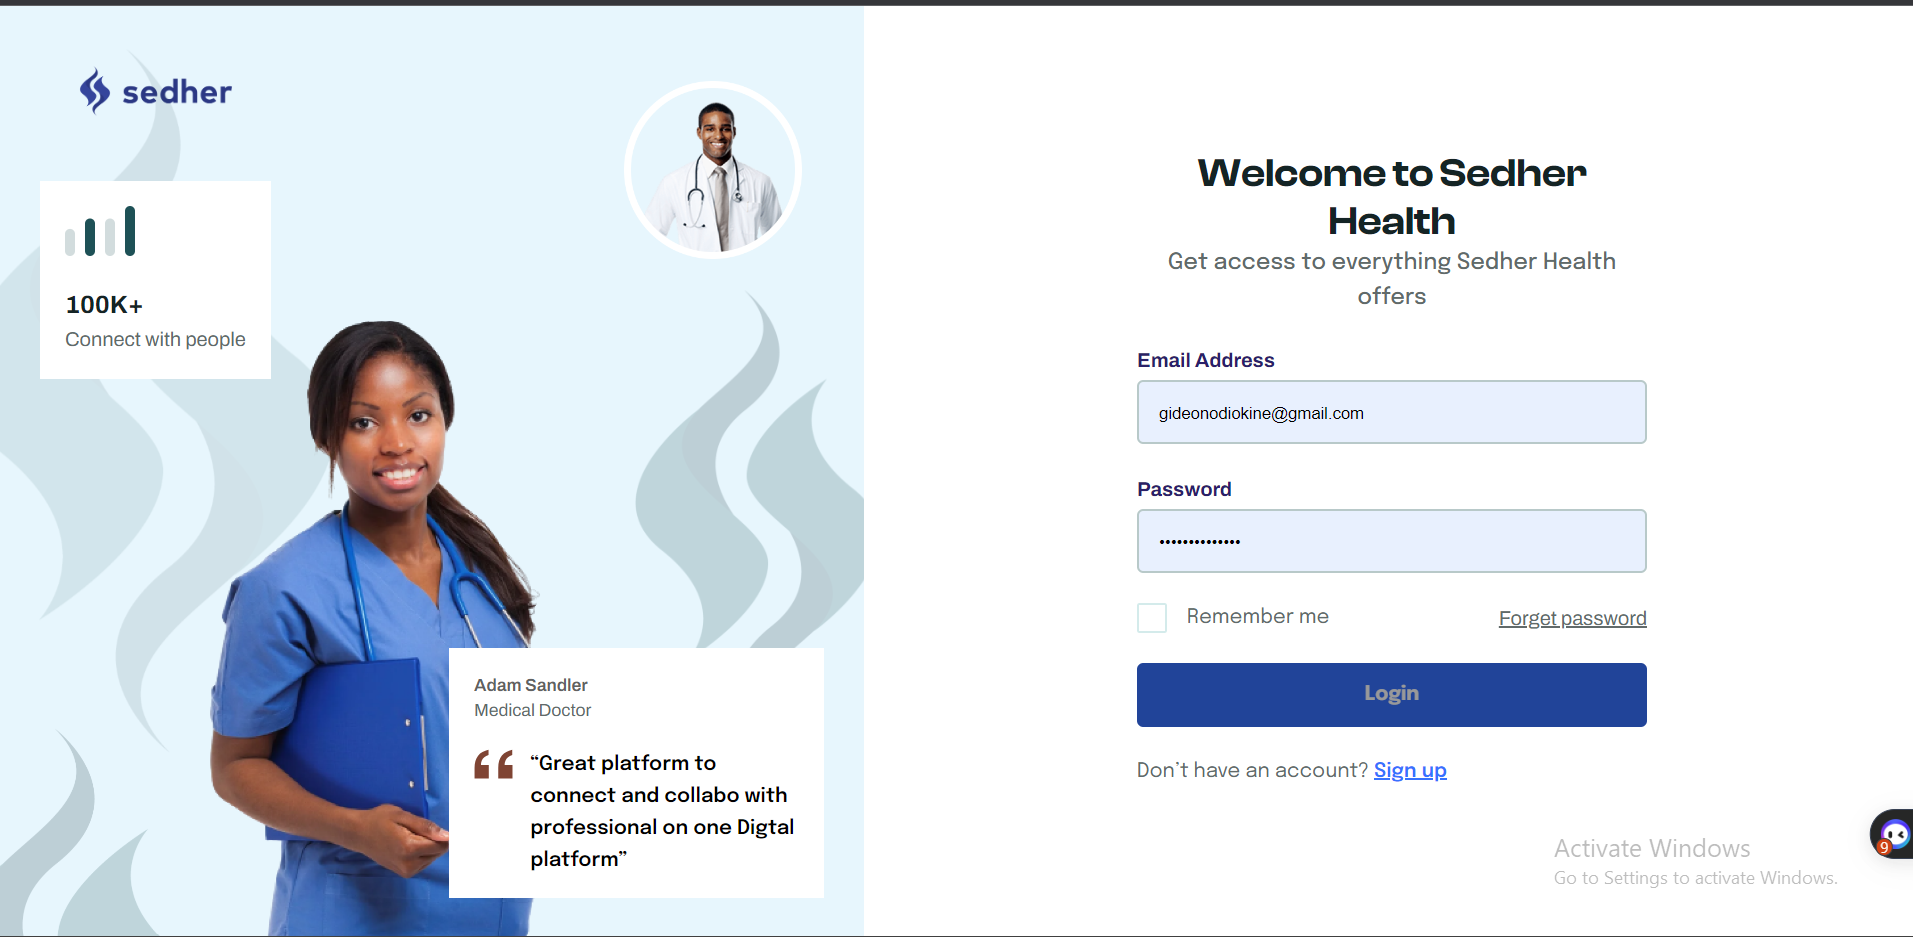 sedher
100K+
Connect with people
Adam Sandler
Medical Doctor
“Great platform to
connect and collabo with
professional on one Digtal
platform”
Welcome to Sedher
Health
Get access to everything Sedher Health
offers
Email Address
gideonodiokine@gmail.com
Password
••••••••••••••
Remember me
Forget password
Login
Don’t have an account? Sign up
Activate Windows
Go to Settings to activate Windows.
9